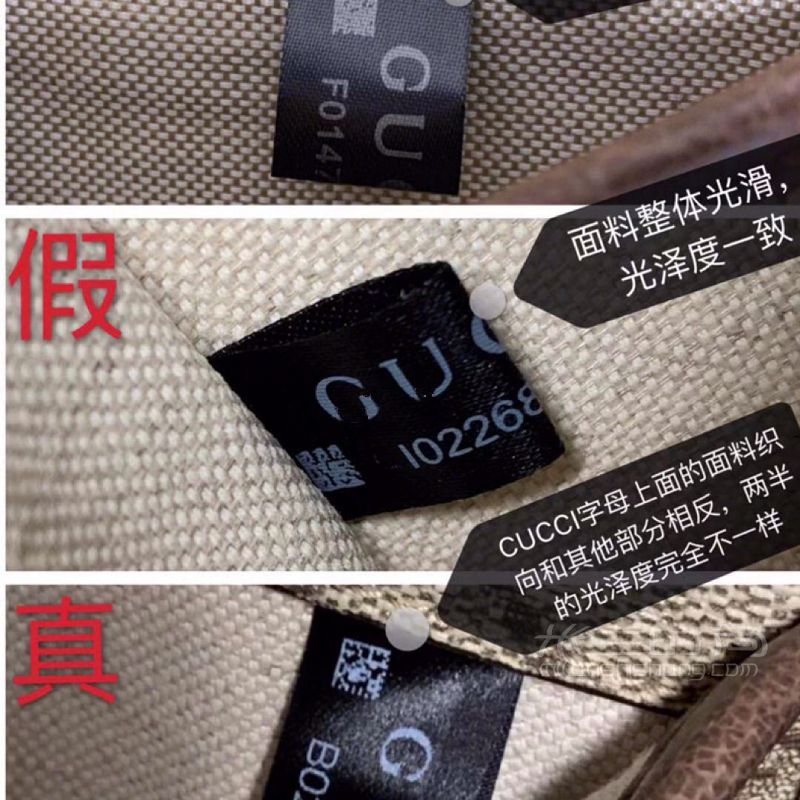 GUC
F0147
面料整体光滑，
光泽度一致
假
GUC
I02268
CUCCI字母上面的面料织
向和其他部分相反，两半
的光泽度完全不一样
真
G
B0